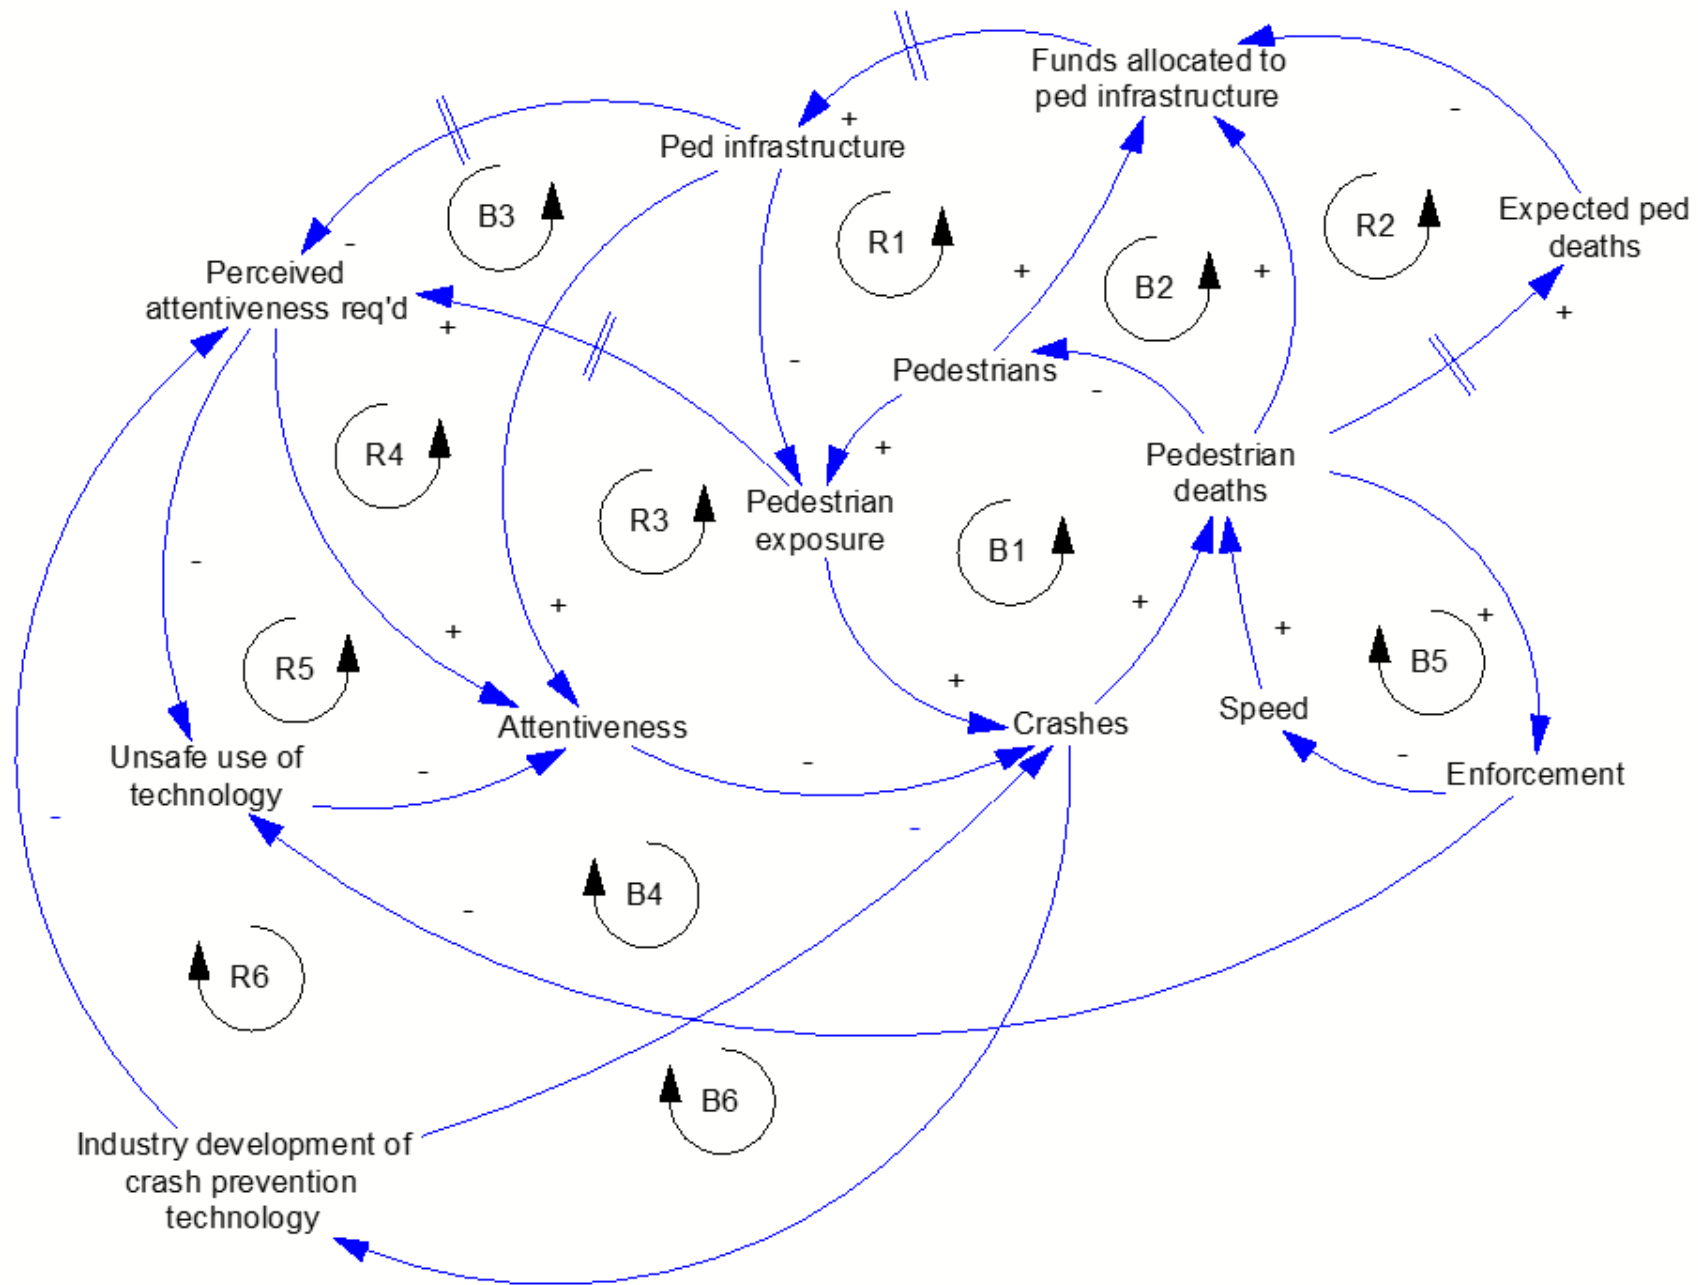 Funds allocated to
ped infrastructure
+
-
Ped infrastructure
B3
R1
R2
Expected ped
deaths
-
Perceived
attentiveness req'd
+
+
B2
+
+
-
Pedestrians
-
R4
+
Pedestrian
deaths
R3
Pedestrian
exposure
B1
-
+
+
+
+
+
B5
R5
+
Attentiveness
Crashes
Speed
Unsafe use of
technology
-
-
-
Enforcement
-
-
B4
-
R6
B6
Industry development of
crash prevention
technology